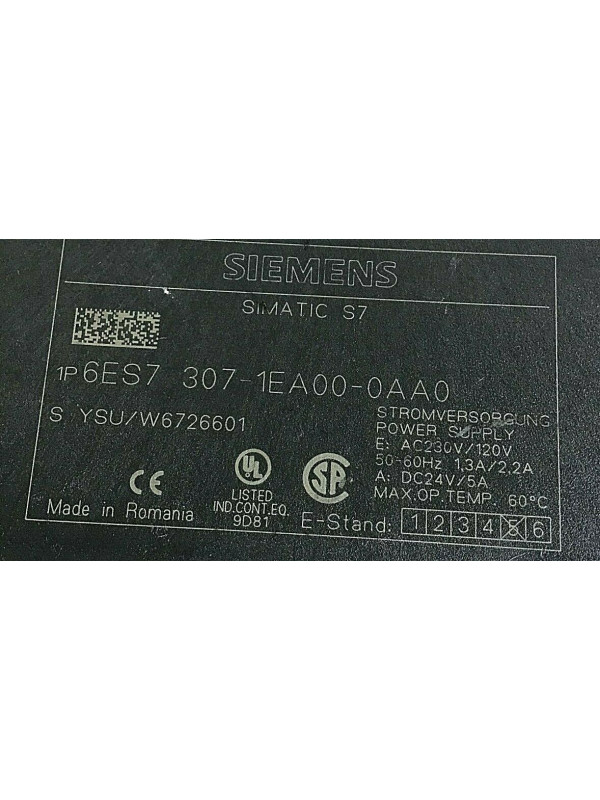 SIEMENS
SIMATIC S7
1P 6ES7 307-1EA00-0AA0
S YSU/W6726601
STROMVERSORGUNG
POWER SUPPLY
E: AC230V/120V
50-60Hz 1,3A/2,2A
A: DC24V/5A
MAX.OP.TEMP. 60°C
CE
UL
LISTED
IND.CONT.EQ.
9D81
SA
Made in Romania
E-Stand: 1 2 3 4 5 6